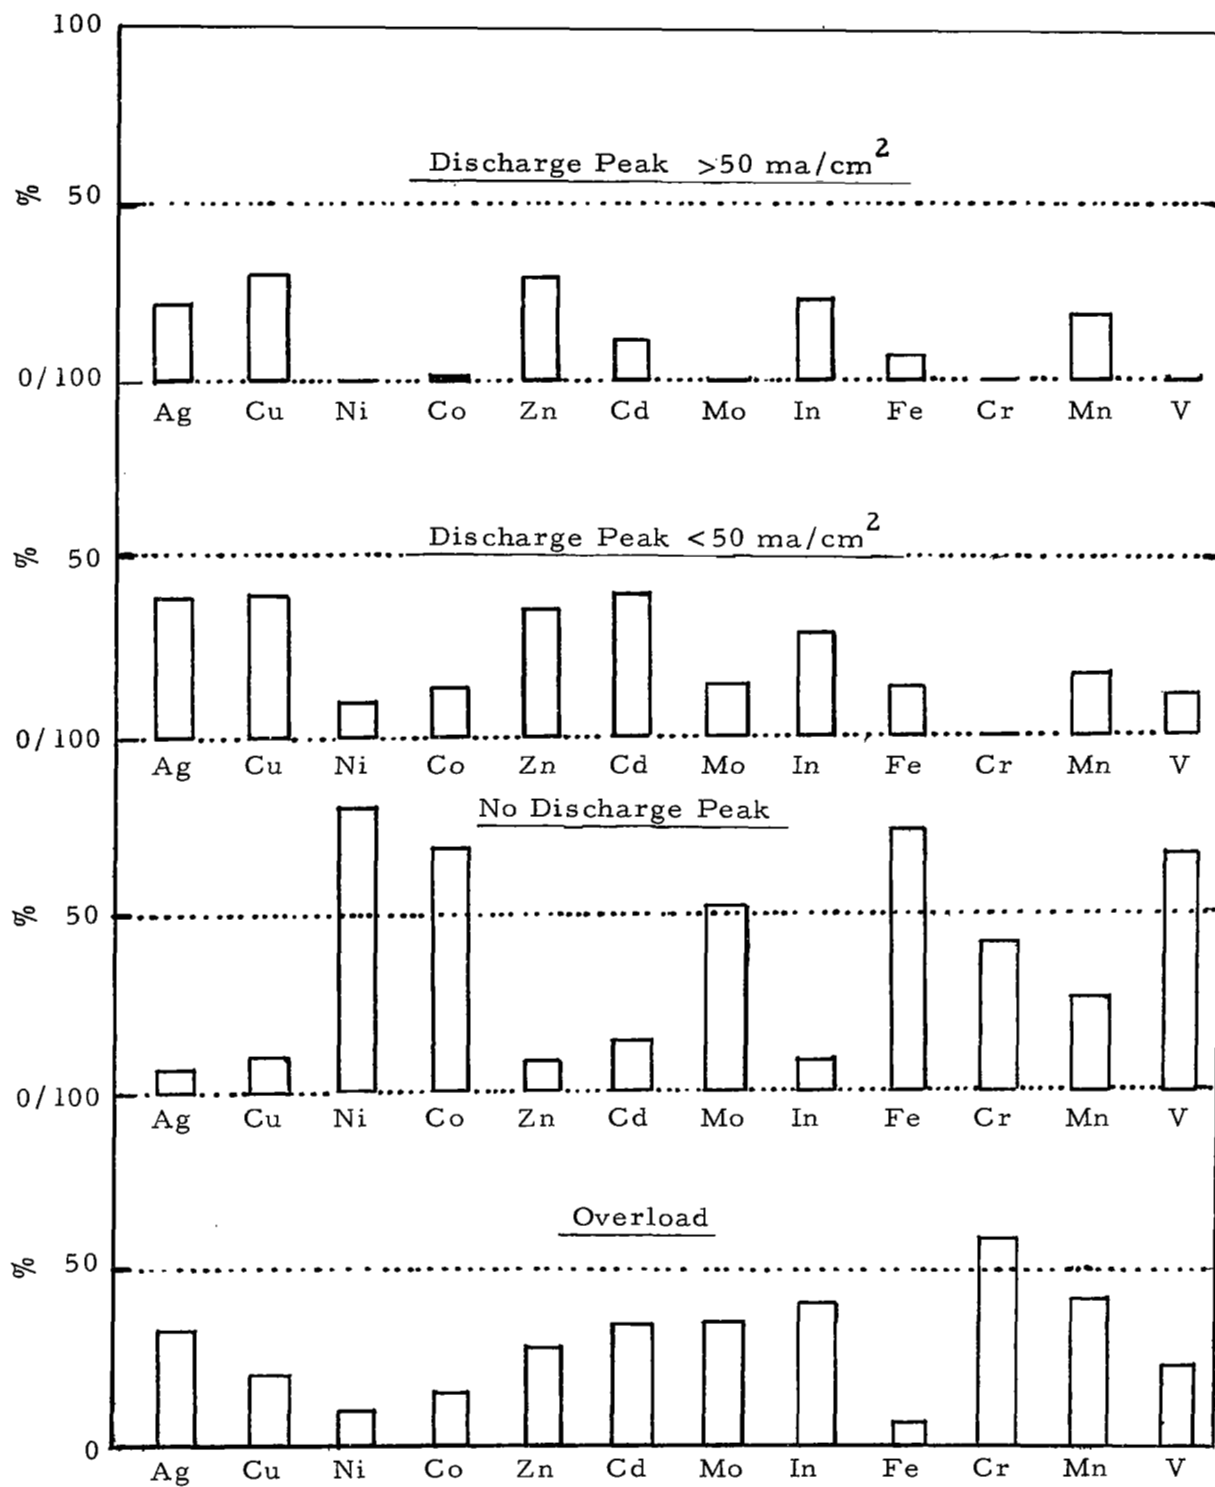 100
Discharge Peak >50 ma/cm²
% 50
0/100
Ag Cu Ni Co Zn Cd Mo In Fe Cr Mn V
Discharge Peak <50 ma/cm²
% 50
0/100
Ag Cu Ni Co Zn Cd Mo In Fe Cr Mn V
No Discharge Peak
% 50
0/100
Ag Cu Ni Co Zn Cd Mo In Fe Cr Mn V
Overload
% 50
0
Ag Cu Ni Co Zn Cd Mo In Fe Cr Mn V